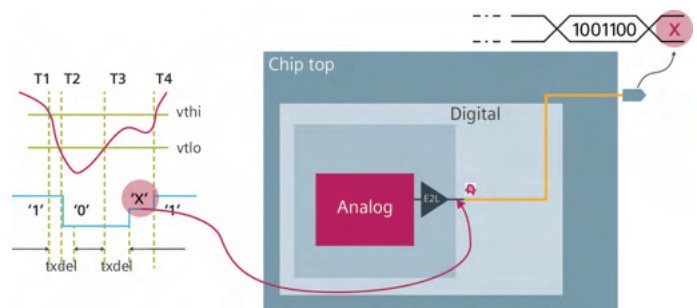 1001100 X
Chip top
T1 T2 T3 T4
Digital
vthi
vtlo
'X'
'1' '0' '1'
Analog
E2L
txdel txdel